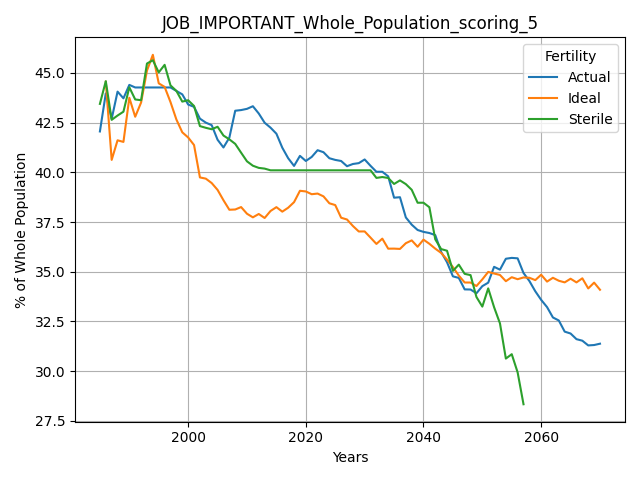 JOB_IMPORTANT_Whole_Population_scoring_5
Fertility
Actual
Ideal
Sterile
% of Whole Population
45.0
42.5
40.0
37.5
35.0
32.5
30.0
27.5
2000
2020
2040
2060
Years